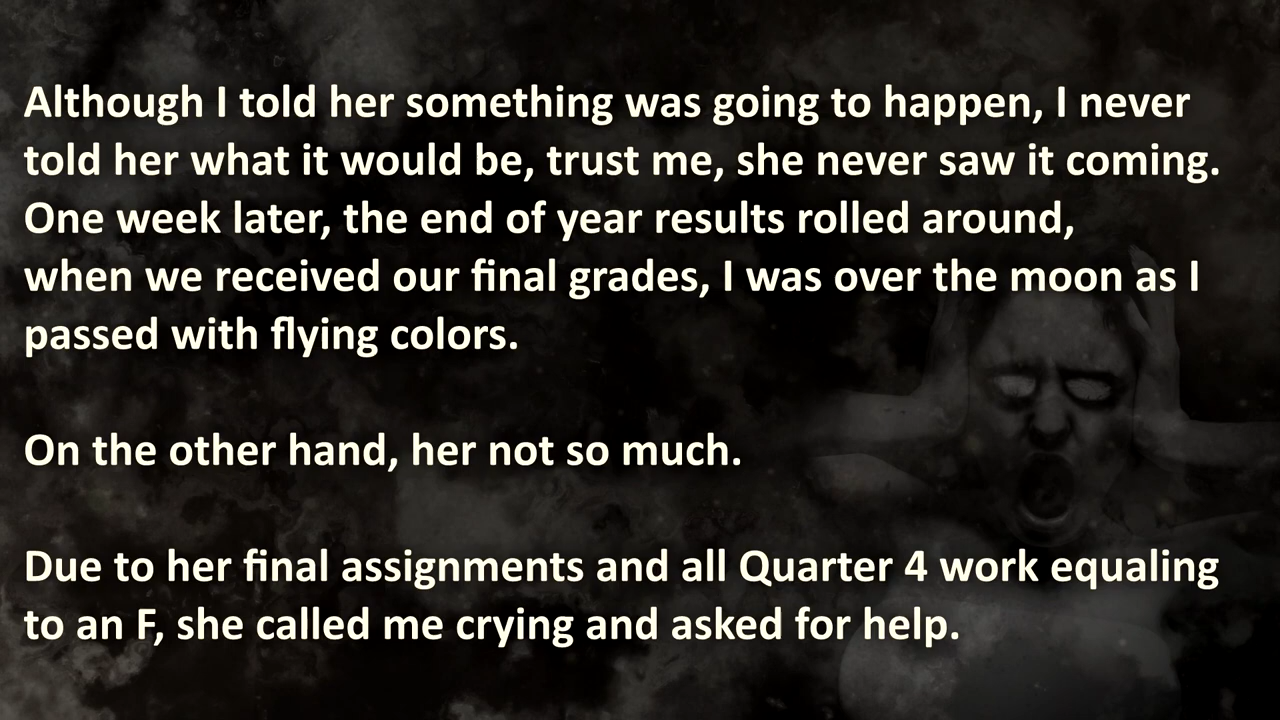 Although I told her something was going to happen, I never
told her what it would be, trust me, she never saw it coming.
One week later, the end of year results rolled around,
when we received our final grades, I was over the moon as I
passed with flying colors.
On the other hand, her not so much.
Due to her final assignments and all Quarter 4 work equaling
to an F, she called me crying and asked for help.